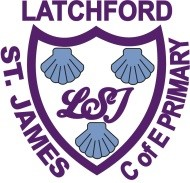 LATCHFORD
ST. JAMES
LSJ
C of E PRIMARY